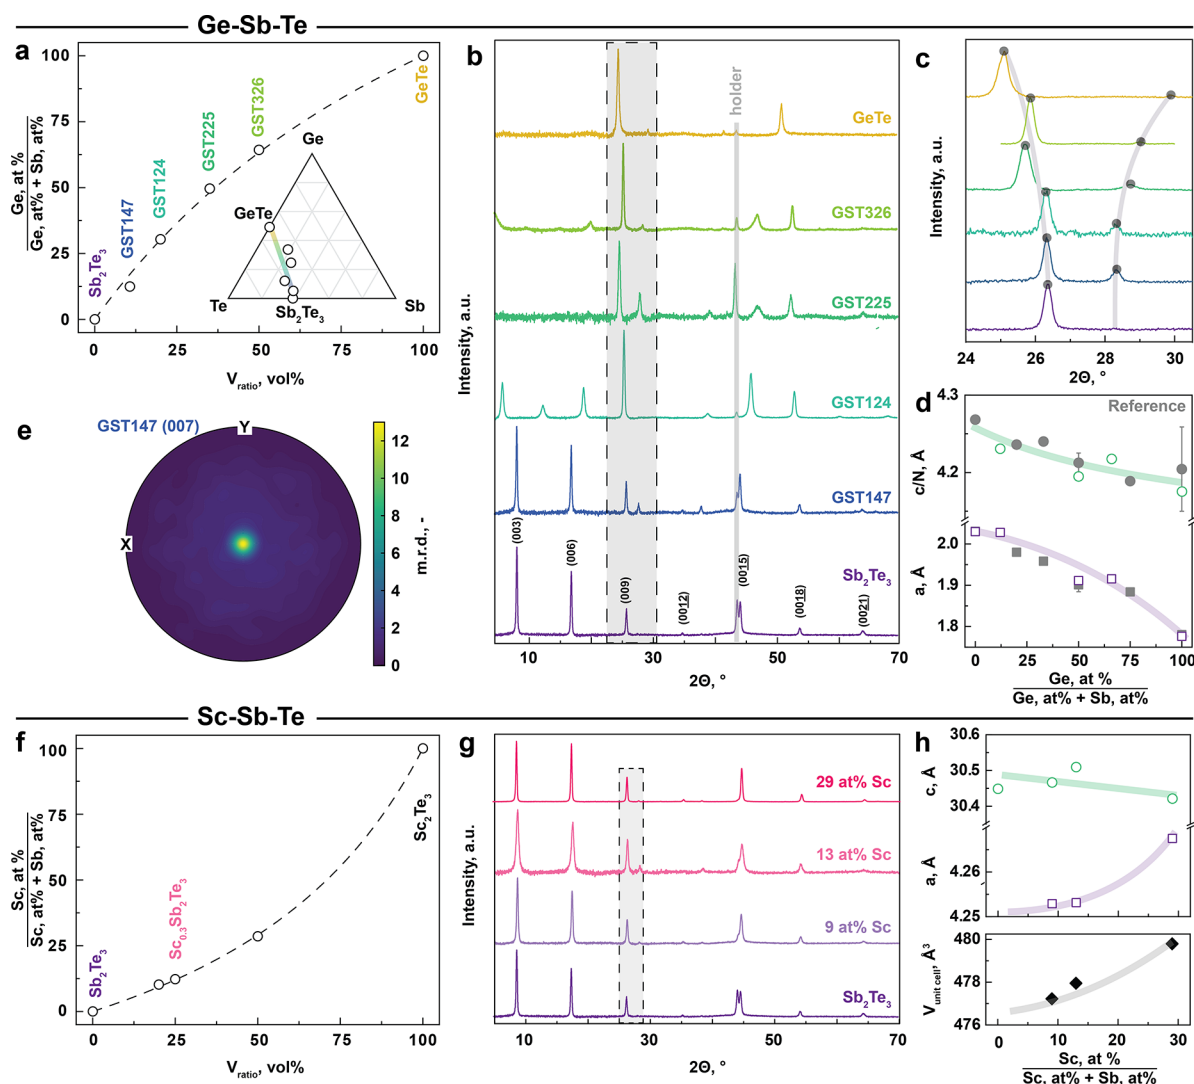 Ge-Sb-Te
a
100
75
50
25
0
Ge, at %
Ge, at% + Sb, at%
Sb2Te3
GST147
GST124
GST225
GST326
GeTe
Ge
GeTe
Te
Sb2Te3
Sb
0
25
50
75
100
Vratio, vol%
b
Intensity, a.u.
holder
GeTe
GST326
GST225
GST124
GST147
Sb2Te3
(003)
(006)
(009)
(0012)
(0015)
(0018)
(0021)
10
30
50
70
2Θ, °
c
Intensity, a.u.
24
26
28
30
2Θ, °
d
Reference
4.3
4.2
c/N, Å
2.0
1.9
1.8
a, Å
0
25
50
75
100
Ge, at %
Ge, at% + Sb, at%
e
GST147 (007)
Y
X
12
10
8
6
4
2
0
m.r.d., -
Sc-Sb-Te
f
100
75
50
25
0
Sc, at %
Sc, at% + Sb, at%
Sb2Te3
Sc0.3Sb2Te3
Sc2Te3
0
25
50
75
100
Vratio, vol%
g
Intensity, a.u.
29 at% Sc
13 at% Sc
9 at% Sc
Sb2Te3
10
30
50
70
2Θ, °
h
30.6
30.5
30.4
c, Å
4.26
4.25
a, Å
480
478
476
Vunit cell, Å3
0
10
20
30
Sc, at %
Sc, at% + Sb, at%